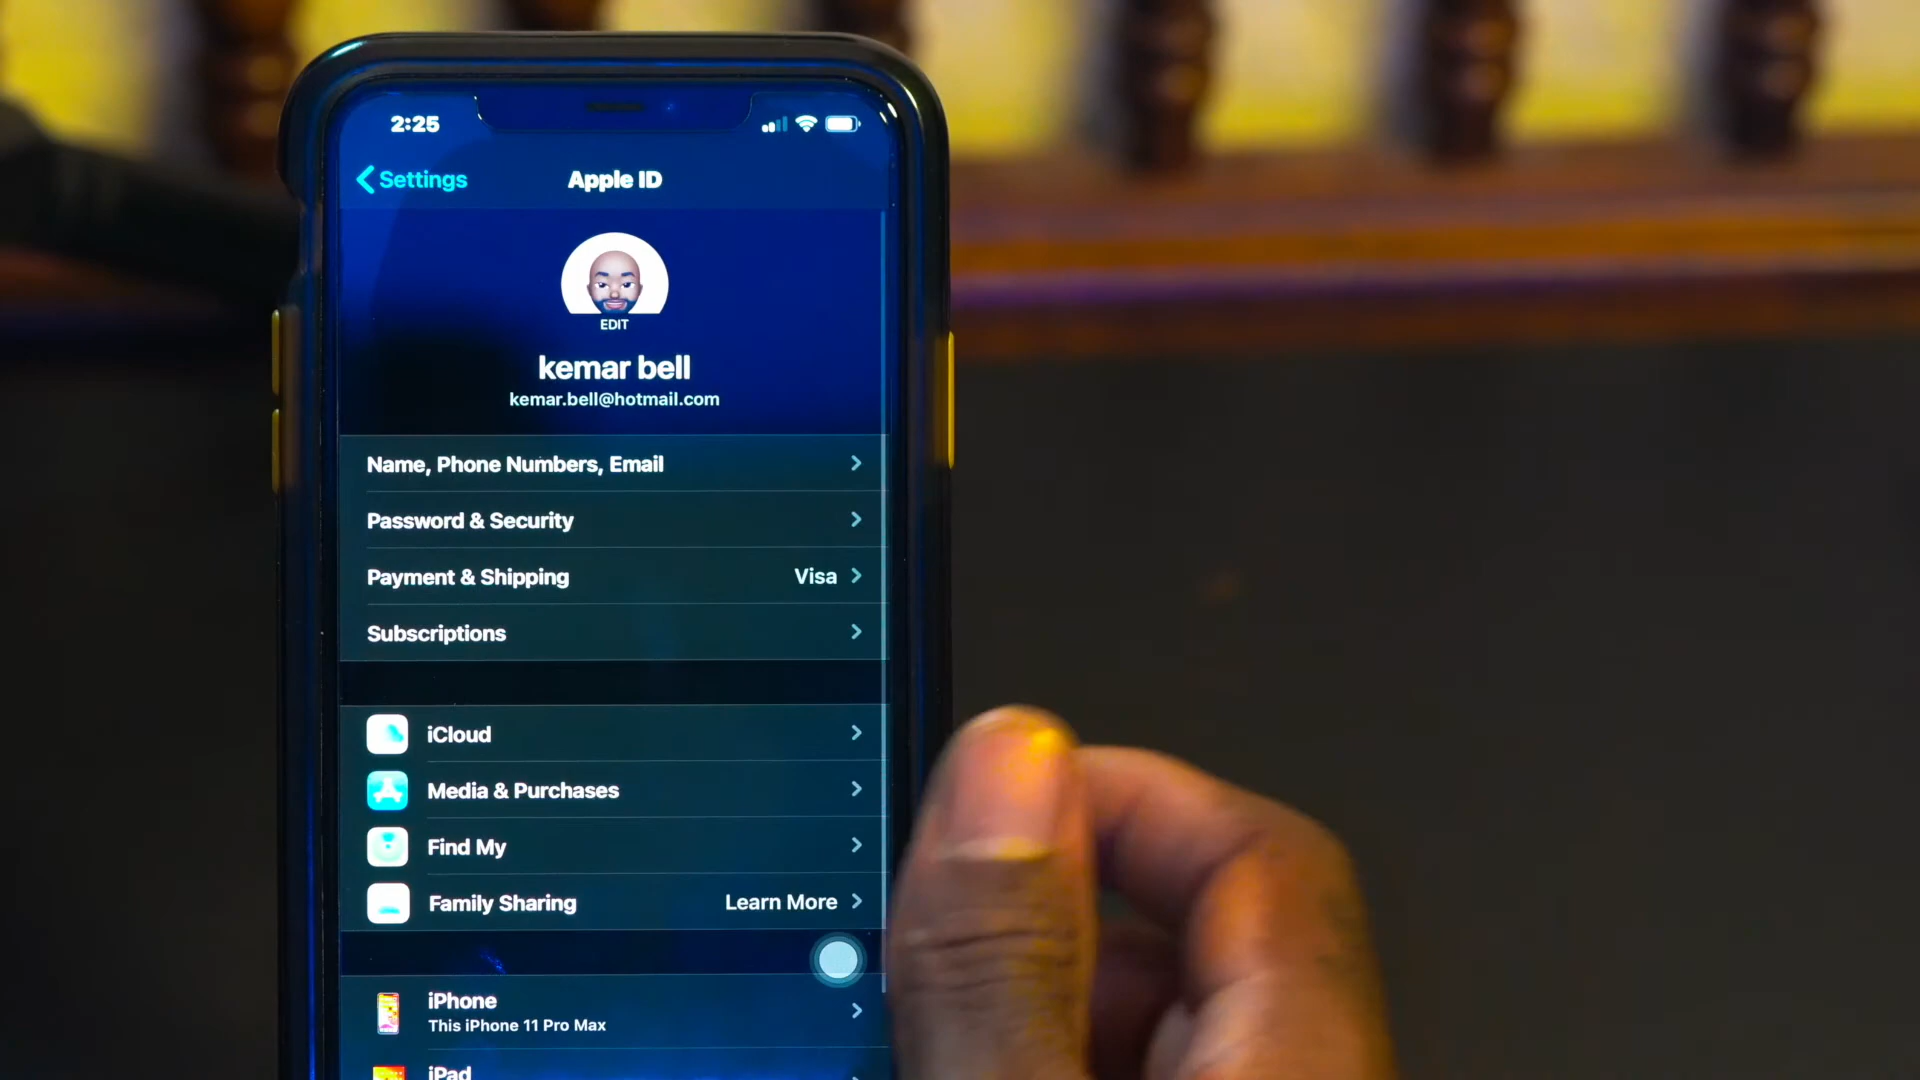 2:25
Settings
Apple ID
EDIT
kemar bell
kemar.bell@hotmail.com
Name, Phone Numbers, Email
Password & Security
Payment & Shipping Visa
Subscriptions
iCloud
Media & Purchases
Find My
Family Sharing Learn More
iPhone
This iPhone 11 Pro Max
iPad